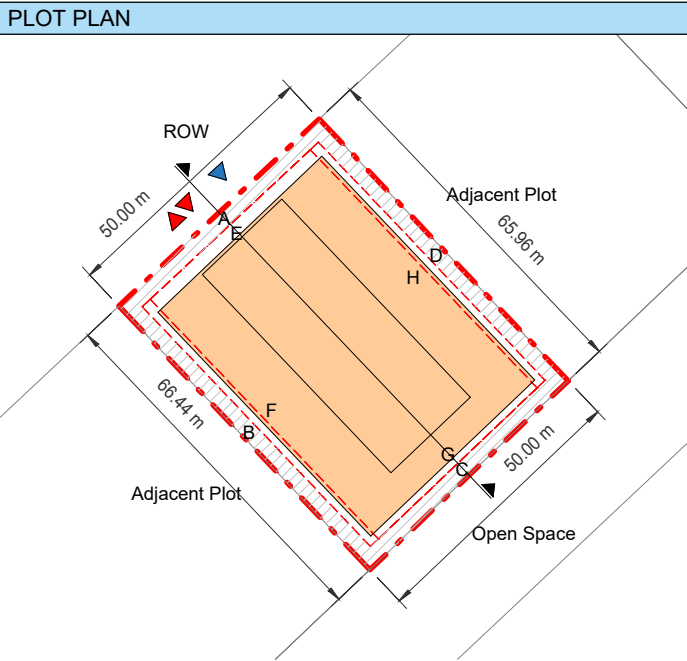 PLOT PLAN
ROW
50.00 m
Adjacent Plot
65.96 m
A
E
D
H
F
B
66.44 m
G
C
50.00 m
Adjacent Plot
Open Space